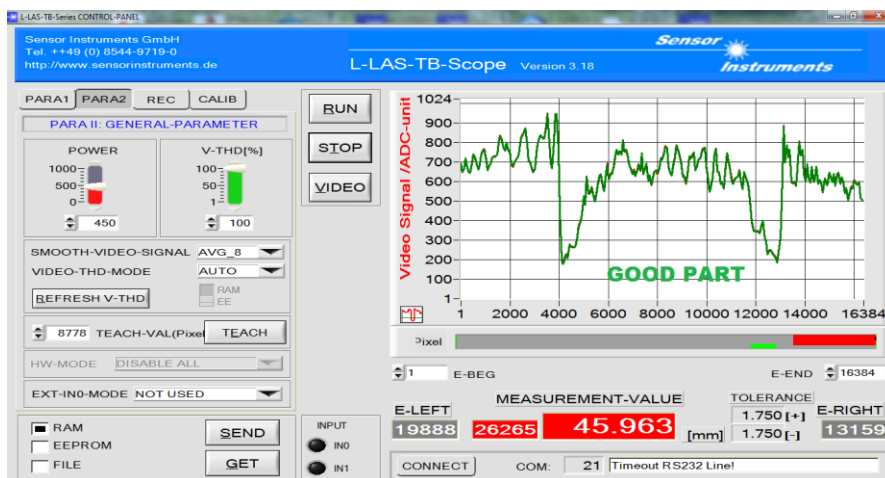 L-LAS-TB-Series CONTROL-PANEL
Sensor Instruments GmbH
Tel. ++49 (0) 8544-9719-0
http://www.sensorinstruments.de
L-LAS-TB-Scope Version 3.18
Sensor
Instruments
PARA1 PARA2 REC CALIB
PARA II: GENERAL-PARAMETER
POWER V-THD[%]
1000 100
500 50
0 1
450 100
SMOOTH-VIDEO-SIGNAL AVG_8
VIDEO-THD-MODE AUTO
REFRESH V-THD
RAM
EE
8778 TEACH-VAL(Pixel TEACH
HW-MODE DISABLE ALL
EXT-IN0-MODE NOT USED
RAM
EEPROM
FILE
SEND
GET
RUN
STOP
VIDEO
INPUT
IN0
IN1
Video Signal /ADC-unit
1024
900
800
700
600
500
400
300
200
100
1
GOOD PART
1 2000 4000 6000 8000 10000 12000 14000 16384
Pixel
1 E-BEG E-END 16384
MEASUREMENT-VALUE TOLERANCE
E-LEFT 1.750 [+] E-RIGHT
19888 26265 45.963 [mm] 1.750 [-] 13159
CONNECT COM: 21 Timeout RS232 Line!